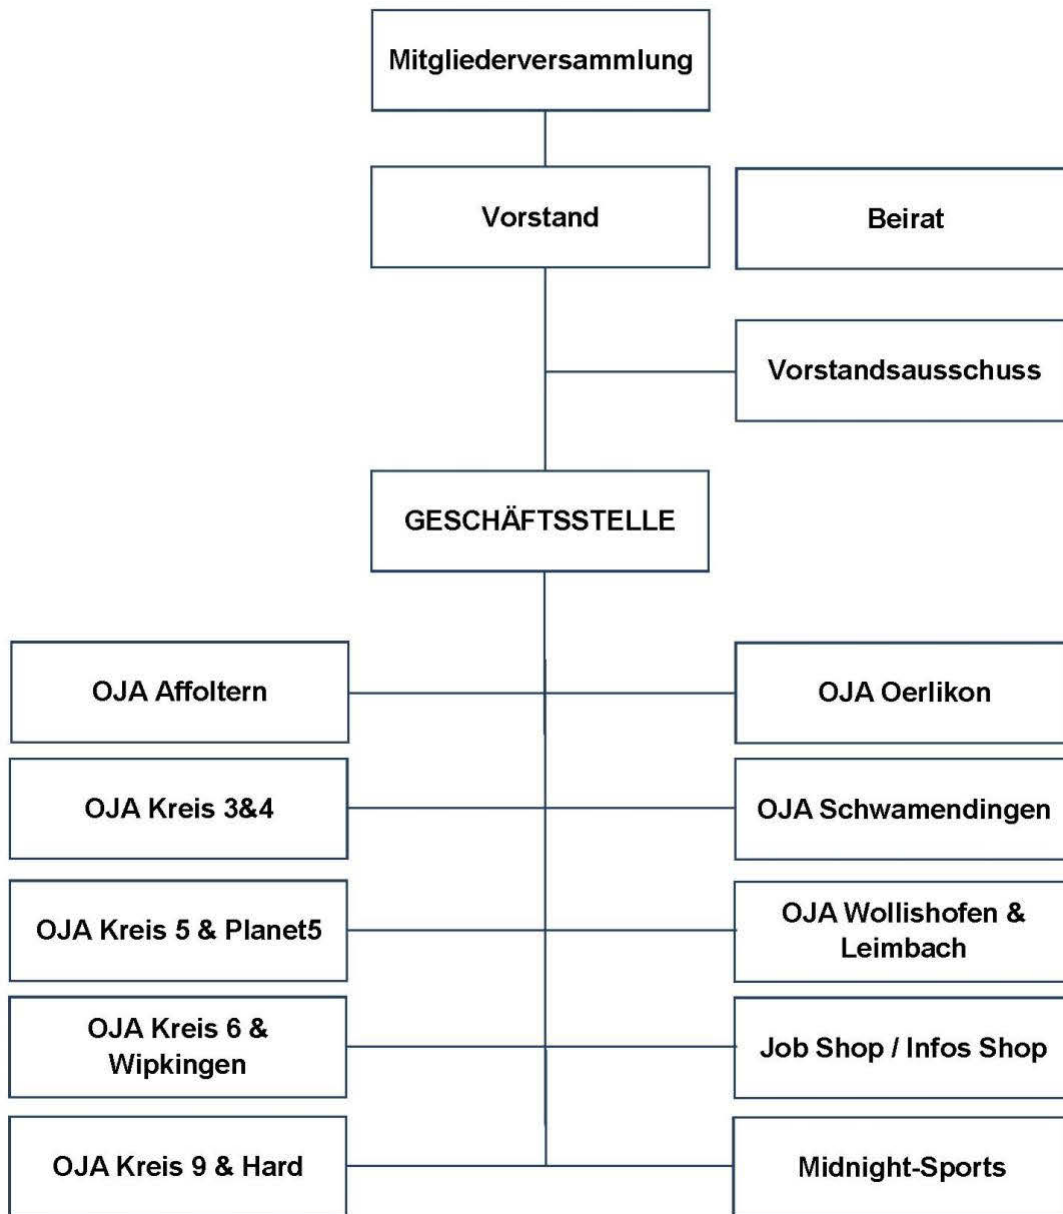 Mitgliederversammlung
Vorstand
Beirat
Vorstandsausschuss
GESCHÄFTSSTELLE
OJA Affoltern
OJA Oerlikon
OJA Kreis 3&4
OJA Schwamendingen
OJA Kreis 5 & Planet5
OJA Wollishofen &
Leimbach
OJA Kreis 6 &
Wipkingen
Job Shop / Infos Shop
OJA Kreis 9 & Hard
Midnight-Sports